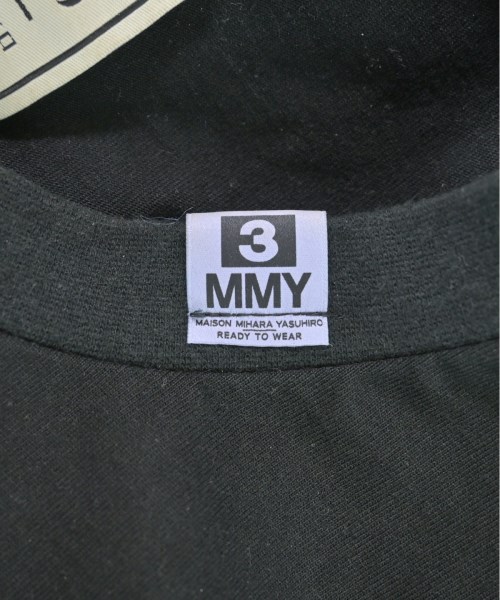 3
MMY
MAISON MIHARA YASUHIRO
READY TO WEAR